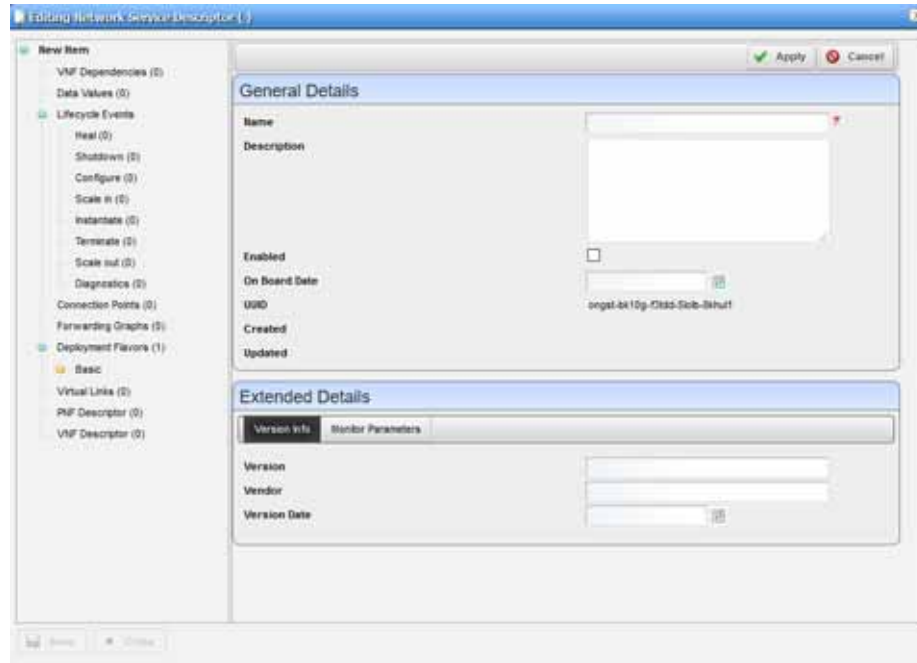 Editing Network Service Descriptor (-)
New Item
VNF Dependencies (0)
Data Values (0)
Lifecycle Events
Heal (0)
Shutdown (0)
Configure (0)
Scale in (0)
Instantiate (0)
Terminate (0)
Scale out (0)
Diagnostics (0)
Connection Points (0)
Forwarding Graphs (0)
Deployment Flavors (1)
Basic
Virtual Links (0)
PNF Descriptor (0)
VNF Descriptor (0)
Apply Cancel
General Details
Name
Description
Enabled
On Board Date
UUID
Created
Updated
Extended Details
Version Info Monitor Parameters
Version
Vendor
Version Date